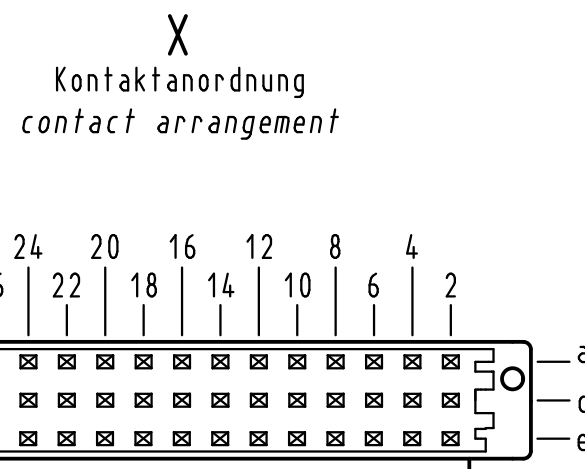 X
Kontaktanordnung
contact arrangement
24 20 16 12 8 4
22 18 14 10 6 2
a
e